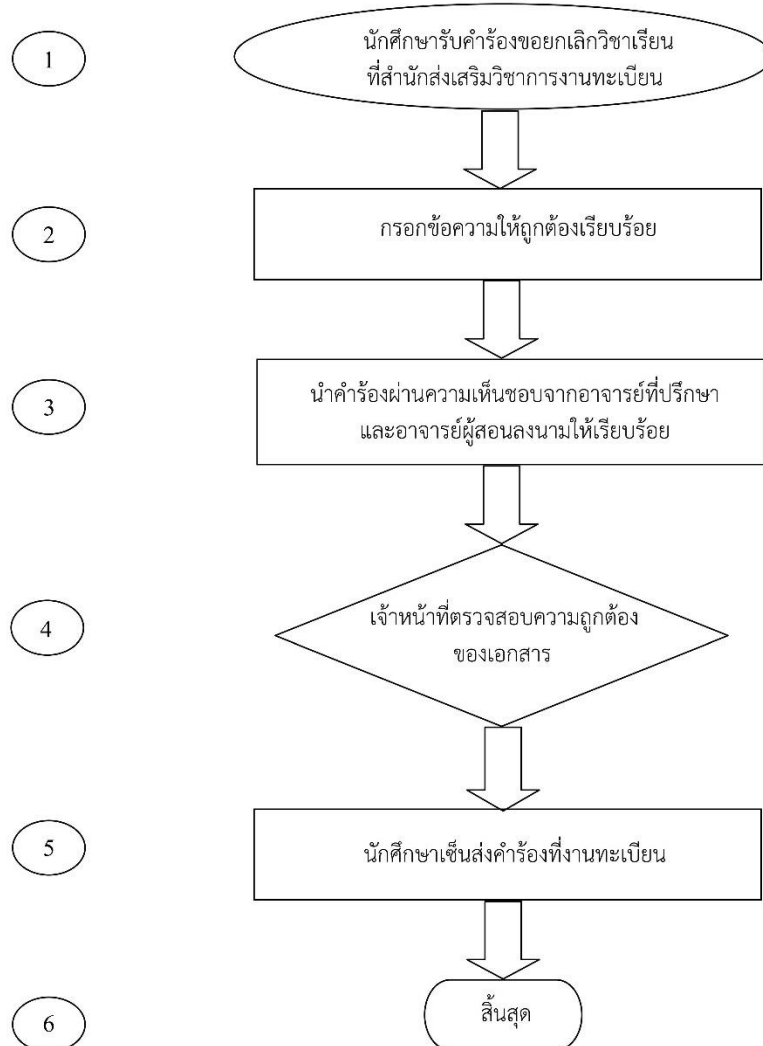 1
นักศึกษารับคำร้องขอยกเลิกวิชาเรียน
ที่สำนักส่งเสริมวิชาการงานทะเบียน
2
กรอกข้อความให้ถูกต้องเรียบร้อย
3
นำคำร้องผ่านความเห็นชอบจากอาจารย์ที่ปรึกษา
และอาจารย์ผู้สอนลงนามให้เรียบร้อย
4
เจ้าหน้าที่ตรวจสอบความถูกต้อง
ของเอกสาร
5
นักศึกษาเซ็นส่งคำร้องที่งานทะเบียน
6
สิ้นสุด